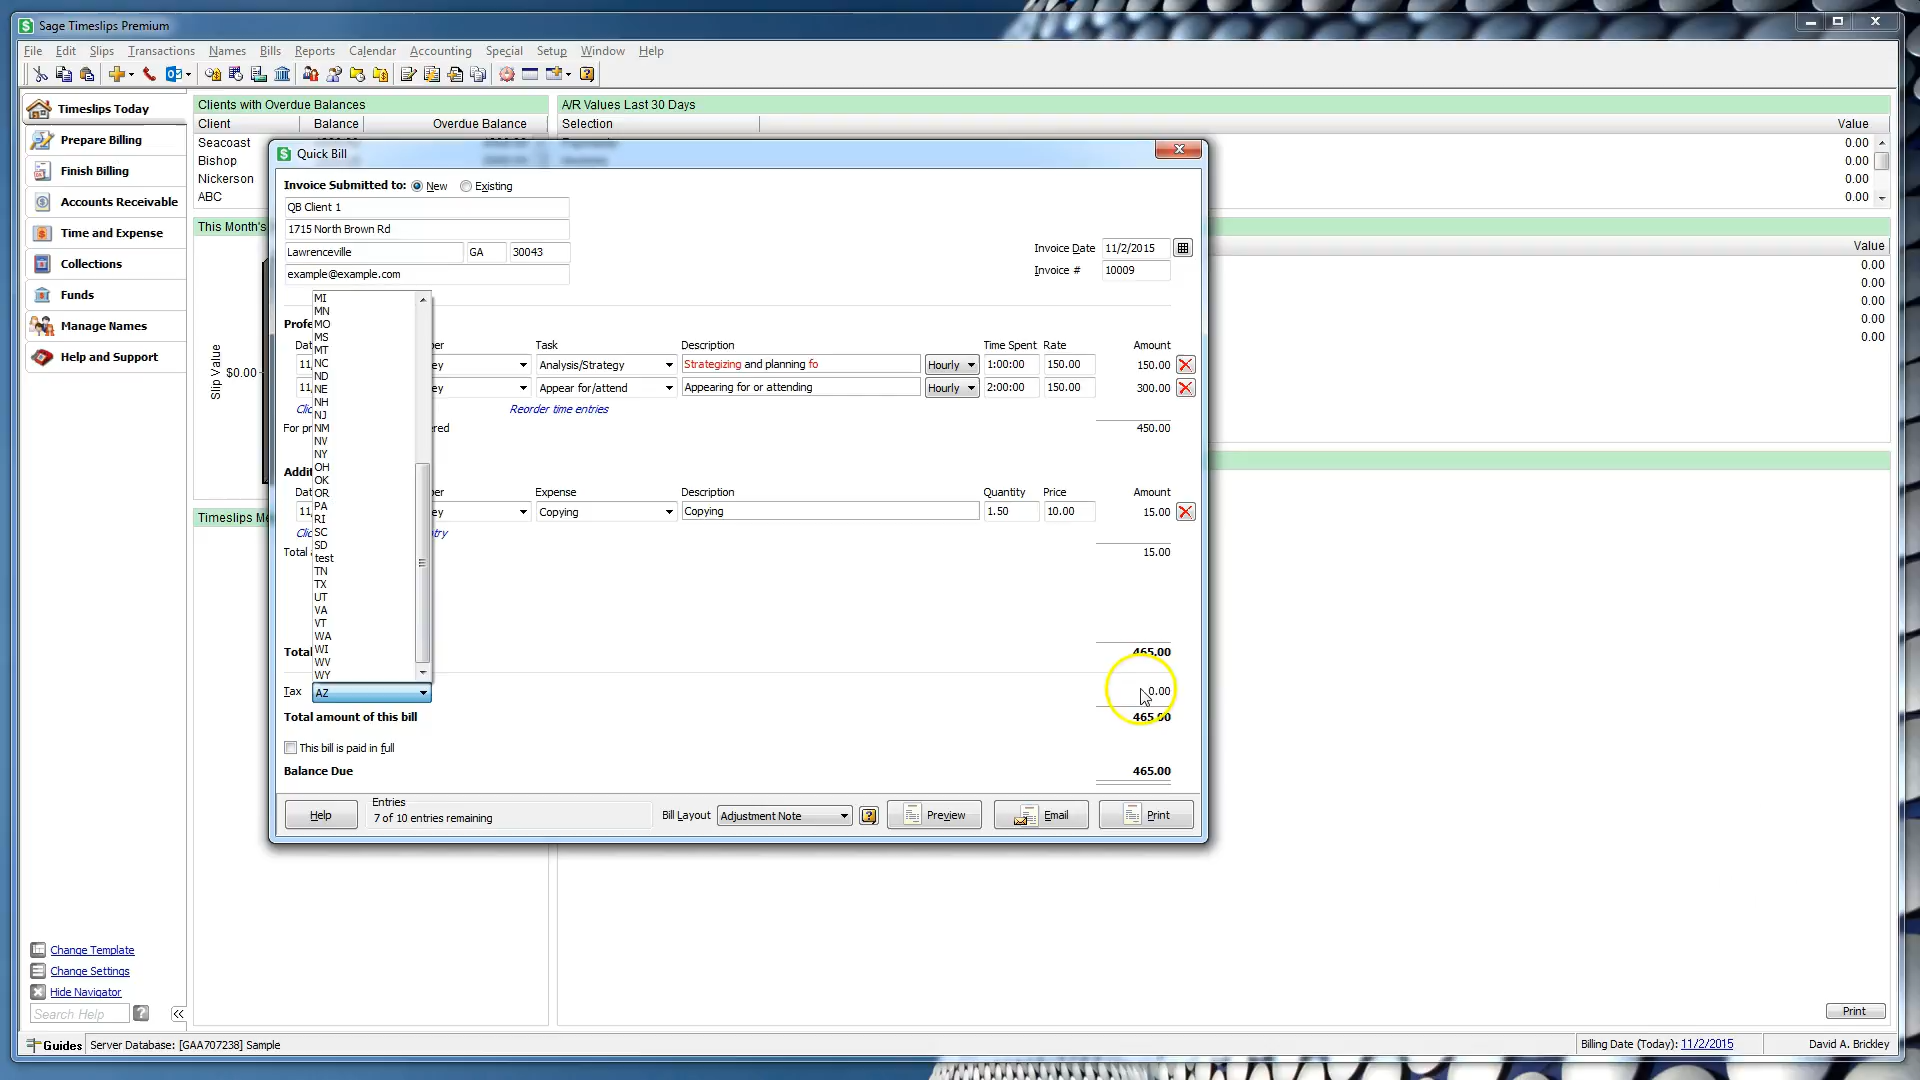 Sage Timeslips Premium
File Edit Slips Transactions Names Bills Reports Calendar Accounting Special Setup Window Help
Timeslips Today
Prepare Billing
Finish Billing
Accounts Receivable
Time and Expense
Collections
Funds
Manage Names
Help and Support
Clients with Overdue Balances
Client Balance Overdue Balance
Seacoast
Bishop
Nickerson
ABC
A/R Values Last 30 Days
Selection Value
0.00
0.00
0.00
0.00
This Month's
Value
0.00
0.00
0.00
0.00
0.00
Slip Value
$0.00
Quick Bill
Invoice Submitted to: New Existing
QB Client 1
1715 North Brown Rd
Lawrenceville GA 30043
example@example.com
Invoice Date 11/2/2015
Invoice # 10009
MI
MN
MO
MS
MT
NC
ND
NE
NH
NJ
NM
NV
NY
OH
OK
OR
PA
RI
SC
SD
test
TN
TX
UT
VA
VT
WA
WI
WV
WY
Task Description Time Spent Rate Amount
Analysis/Strategy Strategizing and planning fo Hourly 1:00:00 150.00 150.00
Appear for/attend Appearing for or attending Hourly 2:00:00 150.00 300.00
Reorder time entries
450.00
Expense Description Quantity Price Amount
Copying Copying 1.50 10.00 15.00
Total 15.00
Total 465.00
Tax AZ 0.00
Total amount of this bill 465.00
This bill is paid in full
Balance Due 465.00
Help
Entries
7 of 10 entries remaining
Bill Layout Adjustment Note
Preview Email Print
Change Template
Change Settings
Hide Navigator
Search Help
Print
Guides Server Database: [GAA707238] Sample
Billing Date (Today): 11/2/2015 David A. Brickley